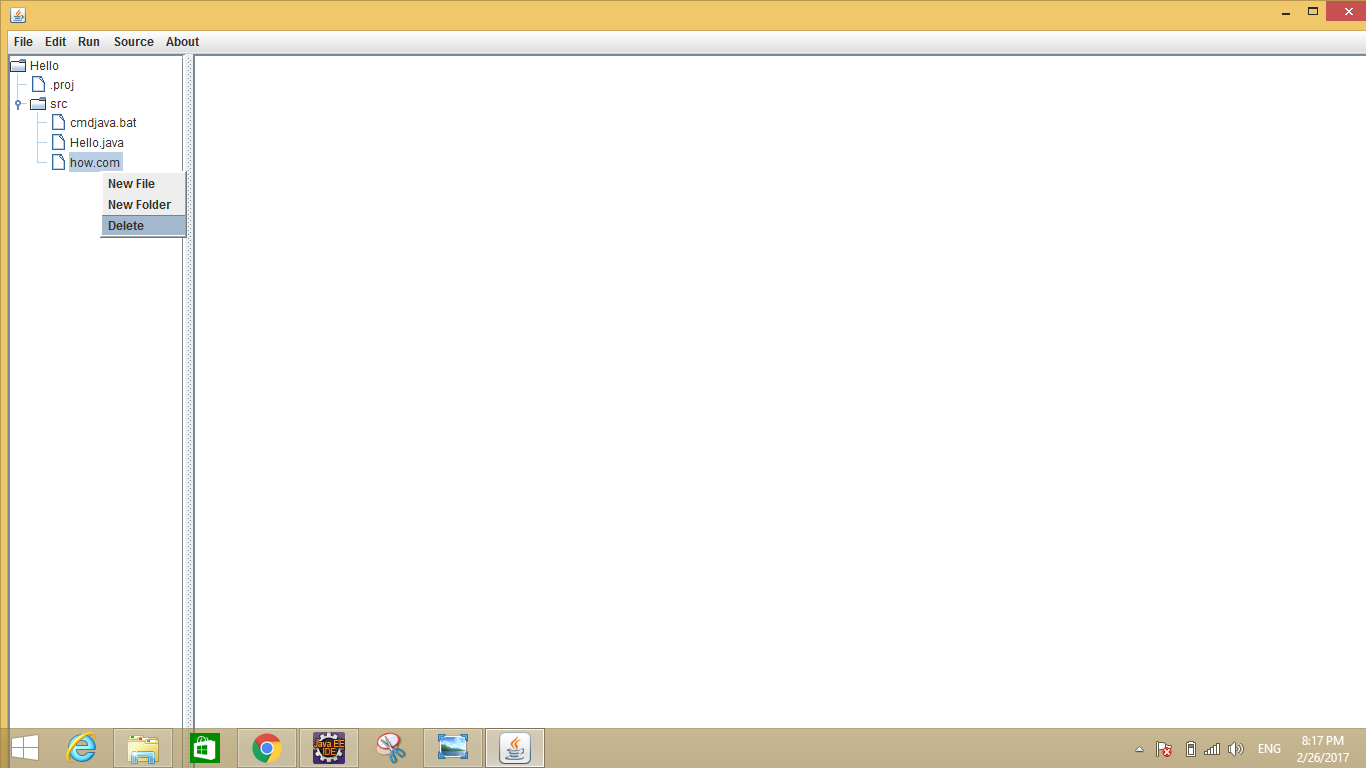 File Edit Run Source About
Hello
.proj
src
cmdjava.bat
Hello.java
how.com
New File
New Folder
Delete
Java EE
IDE
ENG
8:17 PM
2/26/2017